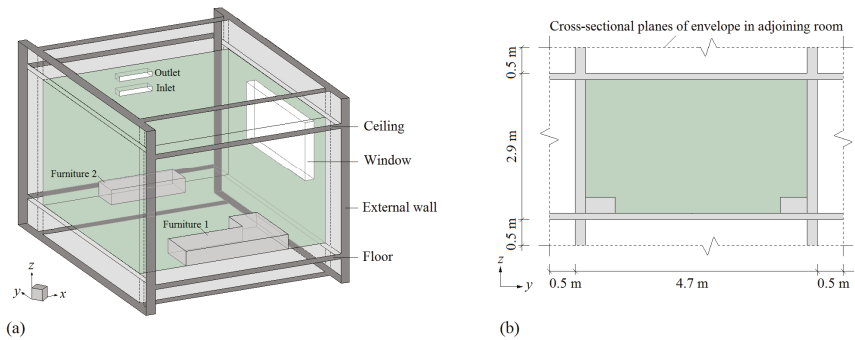 Outlet
Inlet
Ceiling
Window
Furniture 2
External wall
Furniture 1
Floor
z
y
x
(a)
Cross-sectional planes of envelope in adjoining room
0.5 m
2.9 m
0.5 m
z
y
0.5 m
4.7 m
0.5 m
(b)